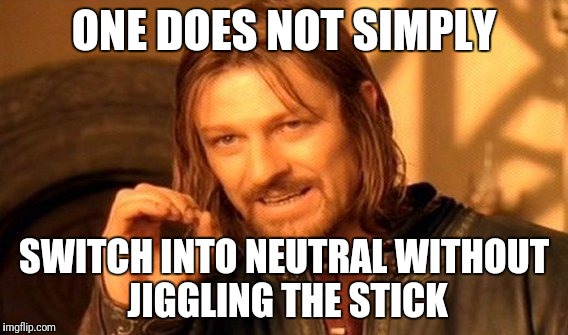 ONE DOES NOT SIMPLY
SWITCH INTO NEUTRAL WITHOUT
JIGGLING THE STICK
imgflip.com